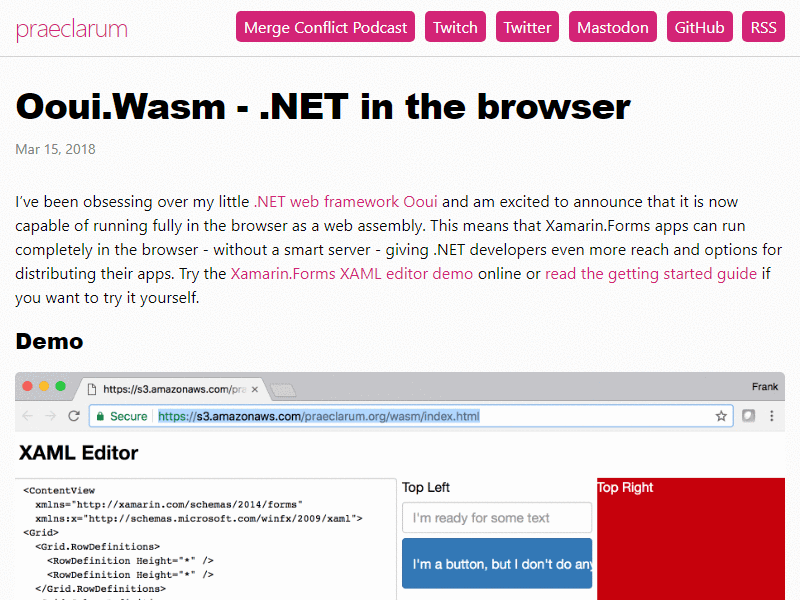 praeclarum
Merge Conflict Podcast
Twitch
Twitter
Mastodon
GitHub
RSS
Ooui.Wasm - .NET in the browser
Mar 15, 2018
I've been obsessing over my little .NET web framework Ooui and am excited to announce that it is now
capable of running fully in the browser as a web assembly. This means that Xamarin.Forms apps can run
completely in the browser - without a smart server - giving .NET developers even more reach and options for
distributing their apps. Try the Xamarin.Forms XAML editor demo online or read the getting started guide if
you want to try it yourself.
Demo
https://s3.amazonaws.com/pra
Frank
Secure https://s3.amazonaws.com/praeclarum.org/wasm/index.html
XAML Editor
<ContentView
xmlns="http://xamarin.com/schemas/2014/forms"
xmlns:x="http://schemas.microsoft.com/winfx/2009/xaml">
<Grid>
<Grid.RowDefinitions>
<RowDefinition Height="*" />
<RowDefinition Height="*" />
</Grid.RowDefinitions>
Top Left
I'm ready for some text
I'm a button, but I don't do any
Top Right